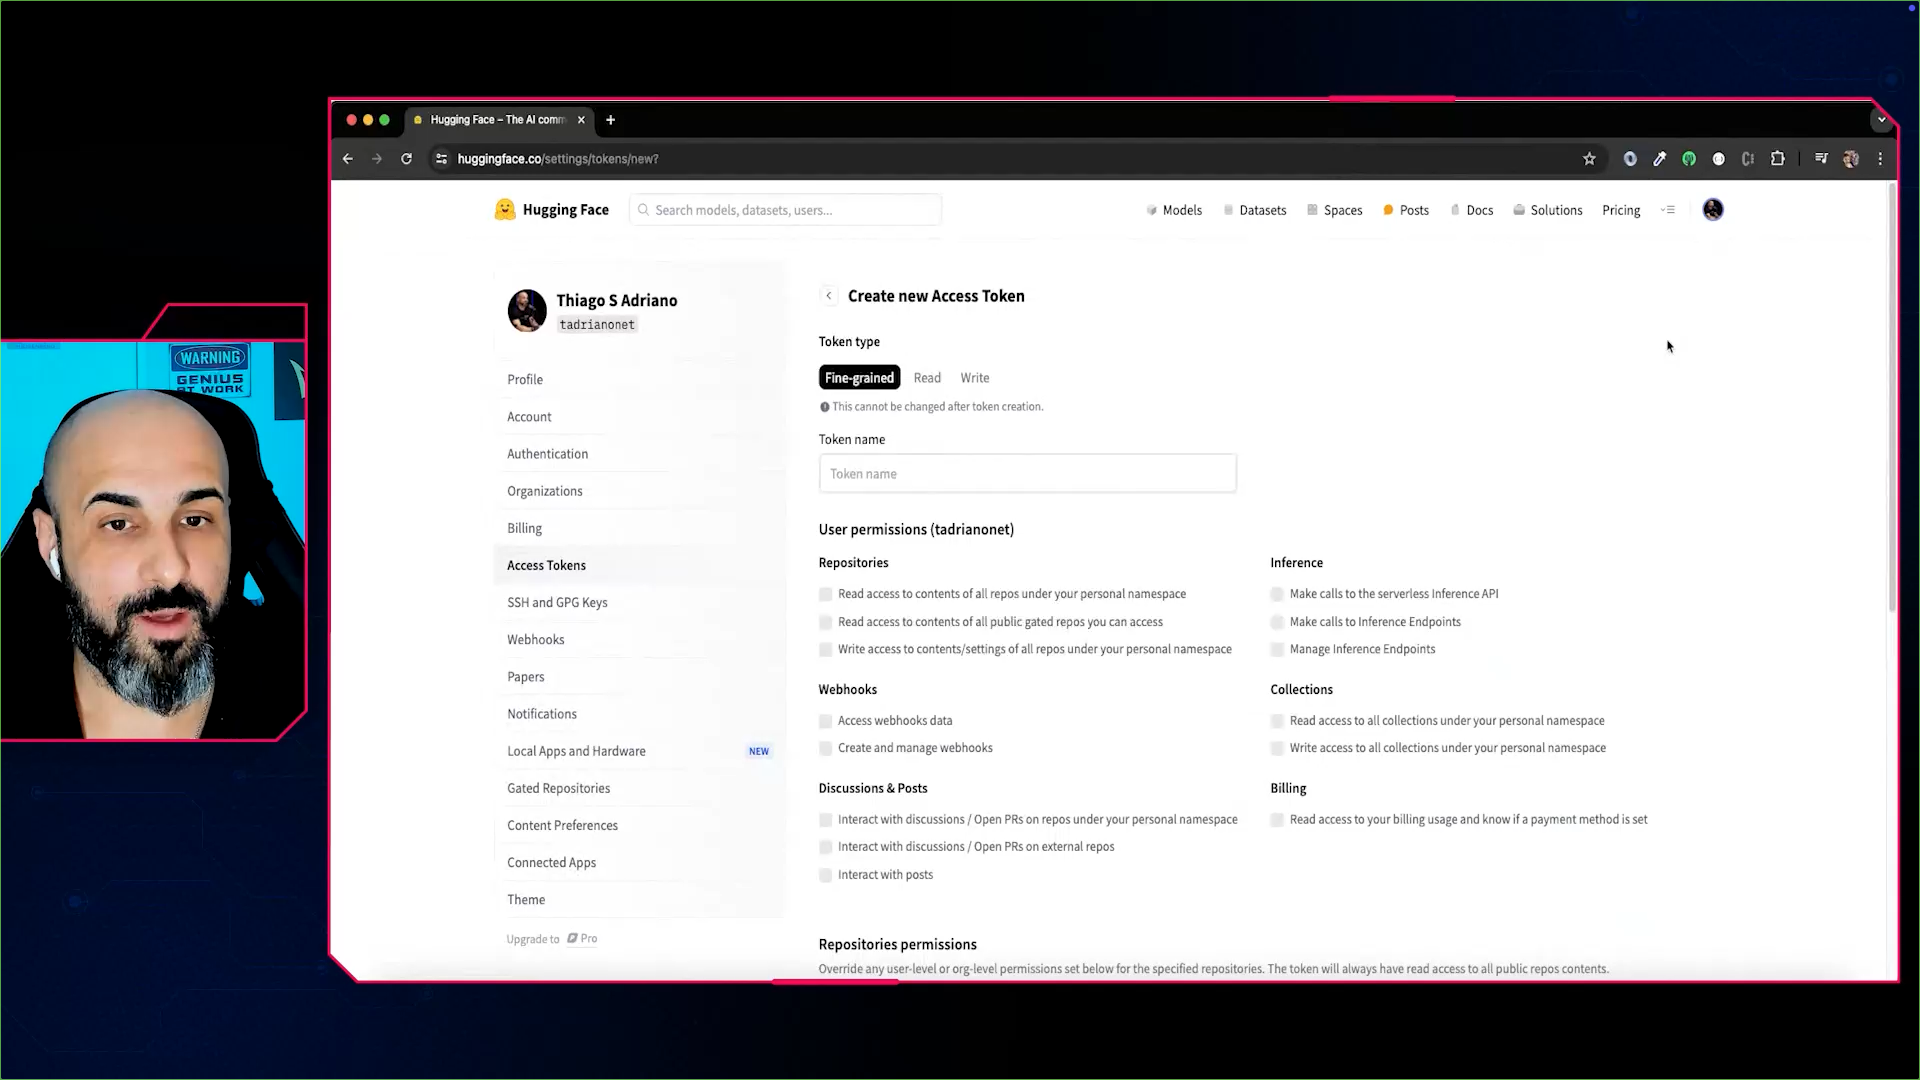 Hugging Face – The AI comm
huggingface.co/settings/tokens/new?
Hugging Face
Search models, datasets, users...
Models
Datasets
Spaces
Posts
Docs
Solutions
Pricing
WARNING
GENIUS
AT WORK
Thiago S Adriano
tadrianonet
Profile
Account
Authentication
Organizations
Billing
Access Tokens
SSH and GPG Keys
Webhooks
Papers
Notifications
Local Apps and Hardware NEW
Gated Repositories
Content Preferences
Connected Apps
Theme
Upgrade to Pro
Create new Access Token
Token type
Fine-grained Read Write
This cannot be changed after token creation.
Token name
Token name
User permissions (tadrianonet)
Repositories
Read access to contents of all repos under your personal namespace
Read access to contents of all public gated repos you can access
Write access to contents/settings of all repos under your personal namespace
Inference
Make calls to the serverless Inference API
Make calls to Inference Endpoints
Manage Inference Endpoints
Webhooks
Access webhooks data
Create and manage webhooks
Collections
Read access to all collections under your personal namespace
Write access to all collections under your personal namespace
Discussions & Posts
Interact with discussions / Open PRs on repos under your personal namespace
Interact with discussions / Open PRs on external repos
Interact with posts
Billing
Read access to your billing usage and know if a payment method is set
Repositories permissions
Override any user-level or org-level permissions set below for the specified repositories. The token will always have read access to all public repos contents.